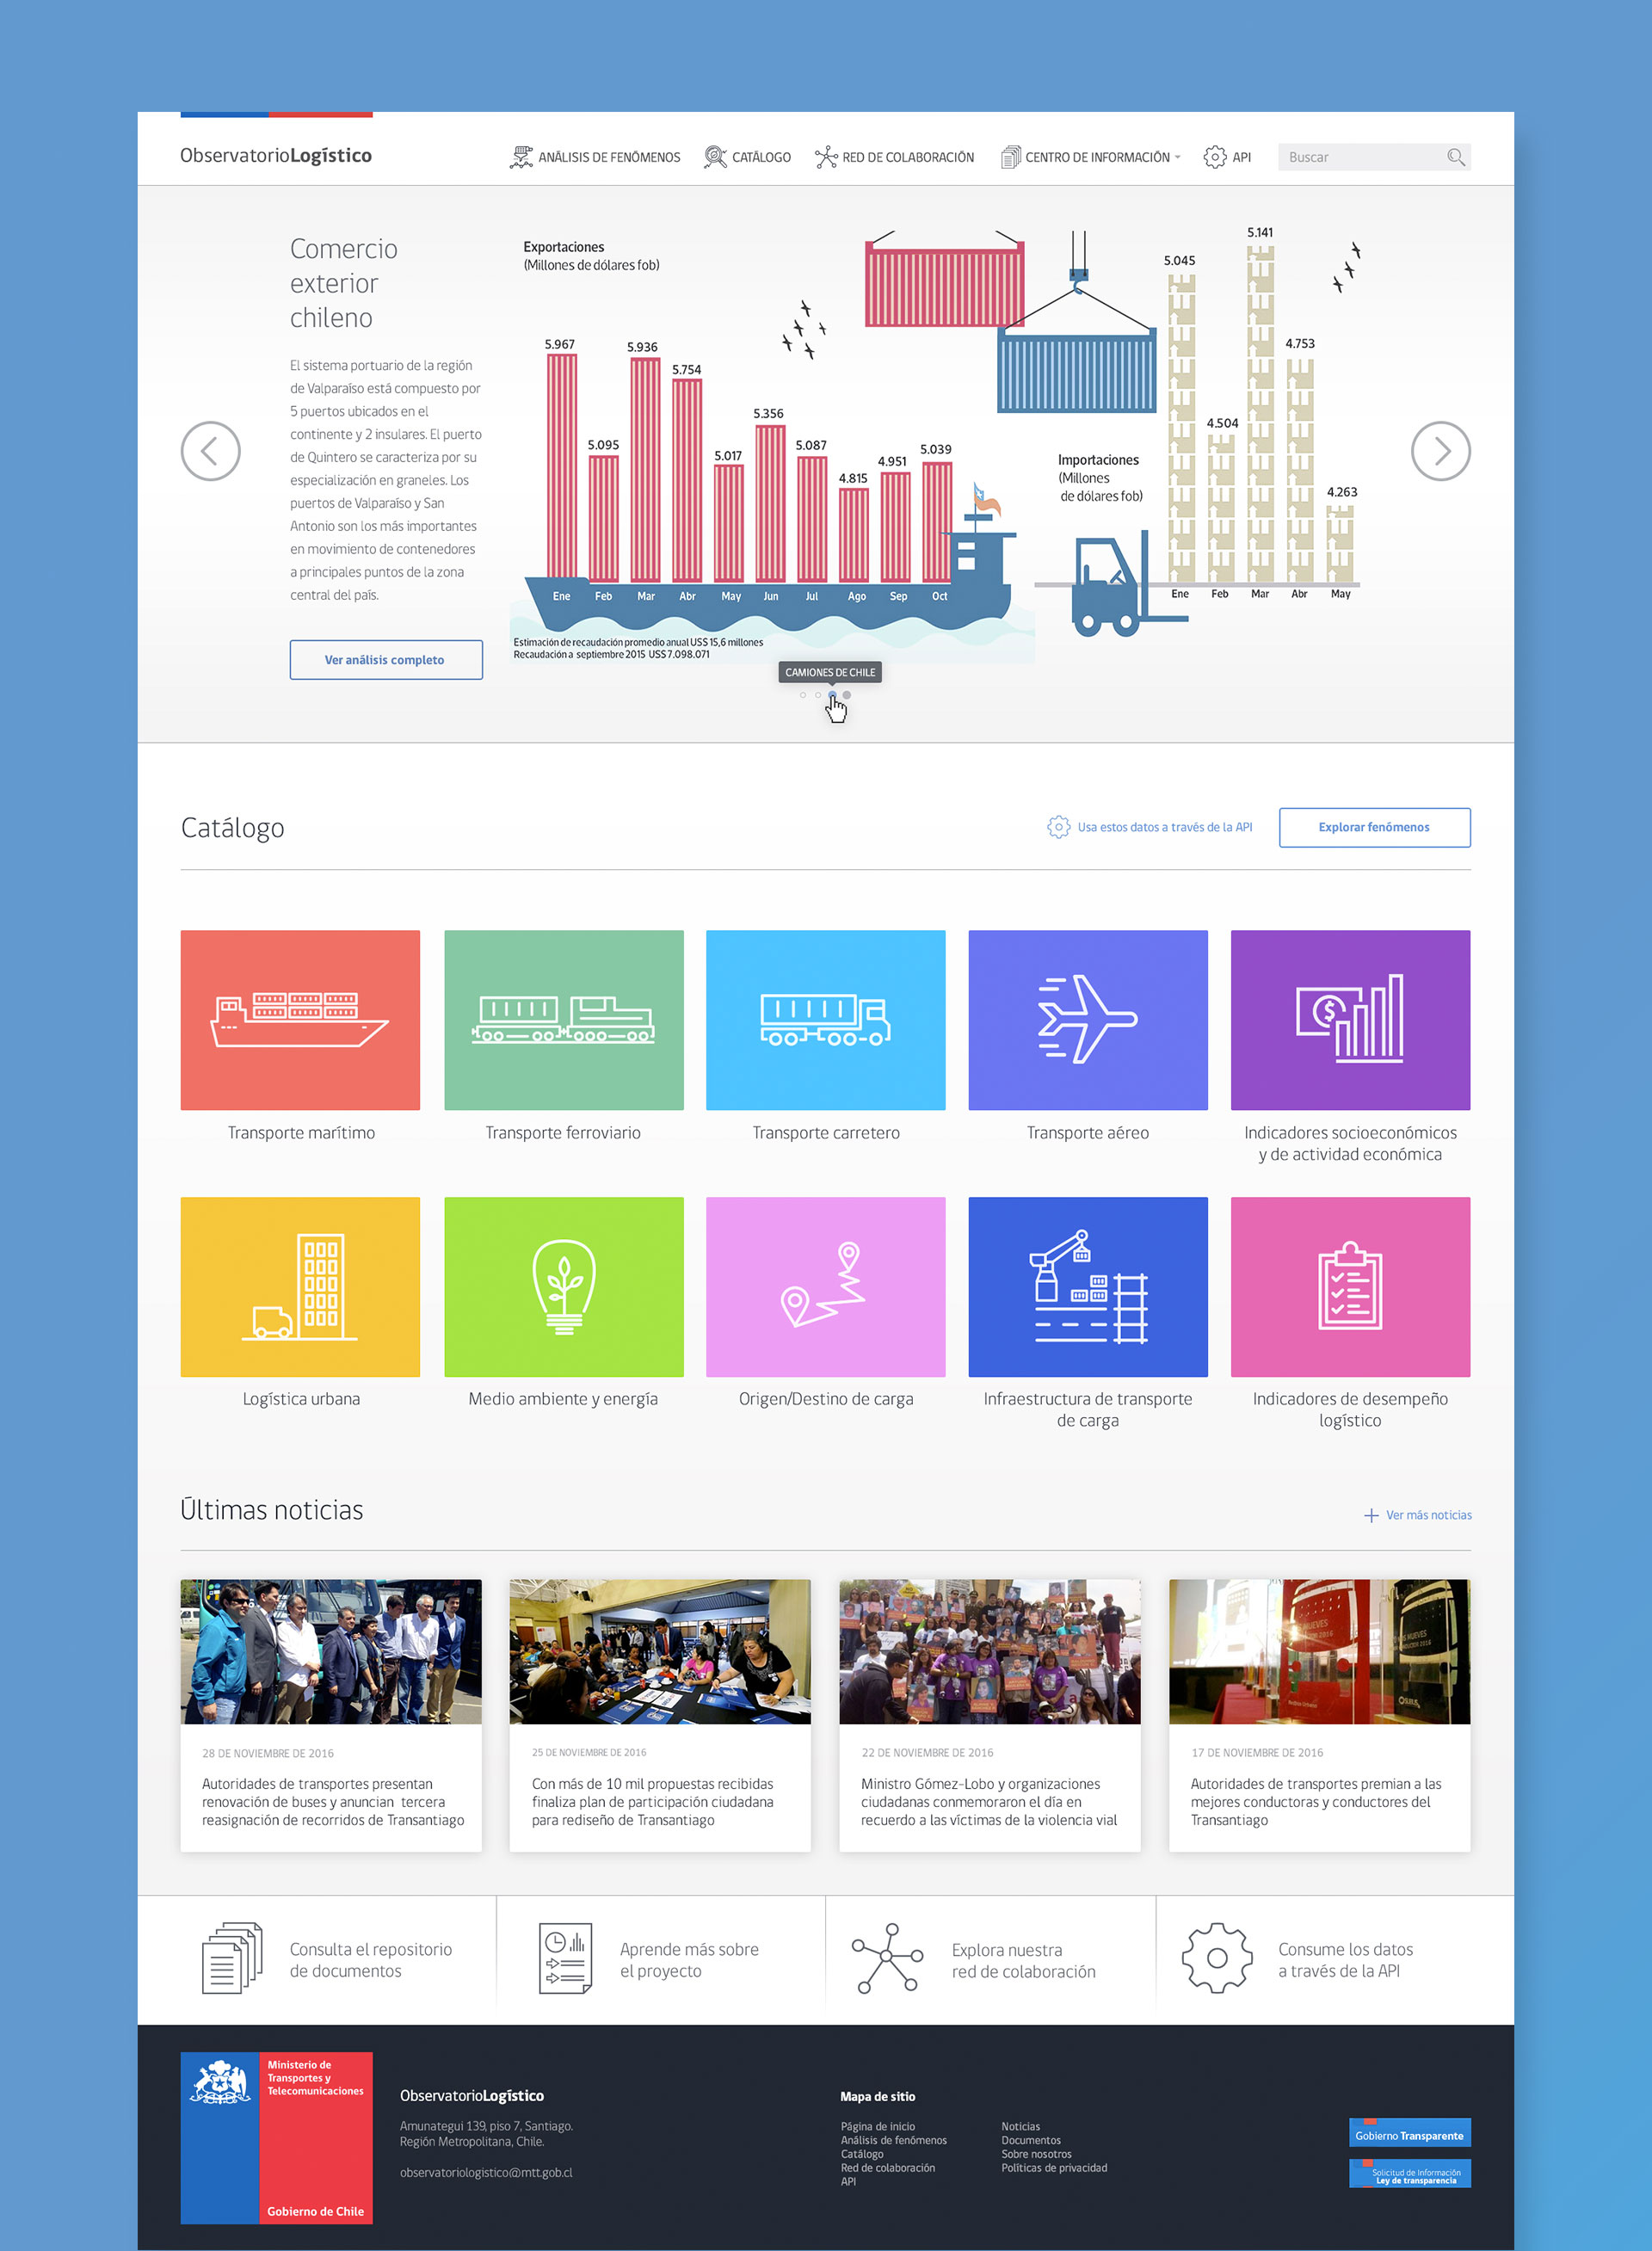 ObservatorioLogístico
ANÁLISIS DE FENÓMENOS
CATÁLOGO
RED DE COLABORACIÓN
CENTRO DE INFORMACIÓN
API
Buscar
Comercio
exterior
chileno
El sistema portuario de la región
de Valparaíso está compuesto por
5 puertos ubicados en el
continente y 2 insulares. El puerto
de Quintero se caracteriza por su
especialización en graneles. Los
puertos de Valparaíso y San
Antonio son los más importantes
en movimiento de contenedores
a principales puntos de la zona
central del país.
Ver análisis completo
Exportaciones
(Millones de dólares fob)
5.967
5.095
5.936
5.754
5.017
5.356
5.087
4.815
4.951
5.039
Ene
Feb
Mar
Abr
May
Jun
Jul
Ago
Sep
Oct
Estimación de recaudación promedio anual US$ 15,6 millones
Recaudación a septiembre 2015 US$ 7.098.071
Importaciones
(Millones
de dólares fob)
5.045
4.504
5.141
4.753
4.263
Ene
Feb
Mar
Abr
May
CAMIONES DE CHILE
Catálogo
Usa estos datos a través de la API
Explorar fenómenos
Transporte marítimo
Transporte ferroviario
Transporte carretero
Transporte aéreo
Indicadores socioeconómicos
y de actividad económica
Logística urbana
Medio ambiente y energía
Origen/Destino de carga
Infraestructura de transporte
de carga
Indicadores de desempeño
logístico
Últimas noticias
Ver más noticias
28 DE NOVIEMBRE DE 2016
Autoridades de transportes presentan
renovación de buses y anuncian tercera
reasignación de recorridos de Transantiago
25 DE NOVIEMBRE DE 2016
Con más de 10 mil propuestas recibidas
finaliza plan de participación ciudadana
para rediseño de Transantiago
22 DE NOVIEMBRE DE 2016
Ministro Gómez-Lobo y organizaciones
ciudadanas conmemoraron el día en
recuerdo a las víctimas de la violencia vial
17 DE NOVIEMBRE DE 2016
Autoridades de transportes premian a las
mejores conductoras y conductores del
Transantiago
Consulta el repositorio
de documentos
Aprende más sobre
el proyecto
Explora nuestra
red de colaboración
Consume los datos
a través de la API
Ministerio de
Transportes y
Telecomunicaciones
Gobierno de Chile
ObservatorioLogístico
Amunategui 139, piso 7, Santiago.
Región Metropolitana, Chile.
observatoriologistico@mtt.gob.cl
Mapa de sitio
Página de inicio
Análisis de fenómenos
Catálogo
Red de colaboración
API
Noticias
Documentos
Sobre nosotros
Políticas de privacidad
Gobierno Transparente
Solicitud de Información
Ley de transparencia